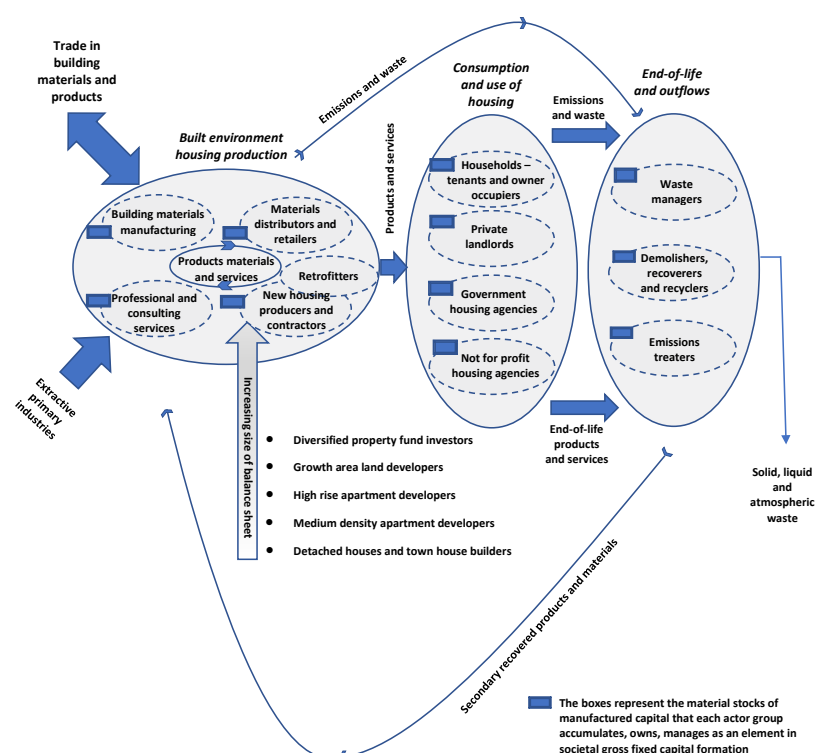 Trade in
building
materials and
products
Emissions and waste
Consumption
and use of
housing
End-of-life
and outflows
Built environment
housing production
Emissions
and waste
Products and services
Building materials
manufacturing
Materials
distributors and
retailers
Products materials
and services
Retrofitters
Professional and
consulting
services
New housing
producers and
contractors
Households –
tenants and owner
occupiers
Private
landlords
Government
housing agencies
Not for profit
housing agencies
Waste
managers
Demolishers,
recoverers
and recyclers
Emissions
treaters
Extractive
primary
industries
Increasing size of balance sheet
• Diversified property fund investors
• Growth area land developers
• High rise apartment developers
• Medium density apartment developers
• Detached houses and town house builders
End-of-life
products
and services
Solid, liquid
and
atmospheric
waste
Secondary recovered products and materials
The boxes represent the material stocks of
manufactured capital that each actor group
accumulates, owns, manages as an element in
societal gross fixed capital formation